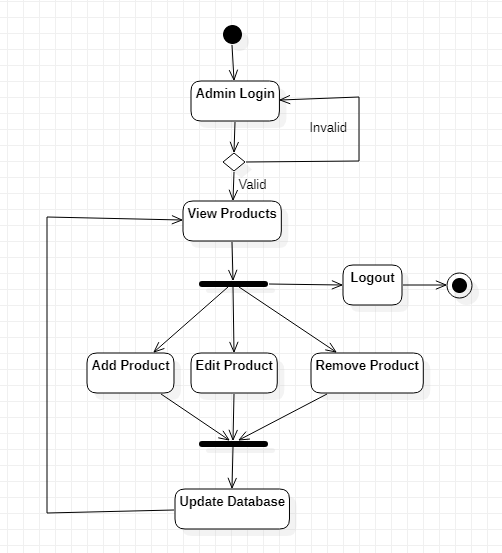 Admin Login
Invalid
Valid
View Products
Logout
Add Product
Edit Product
Remove Product
Update Database